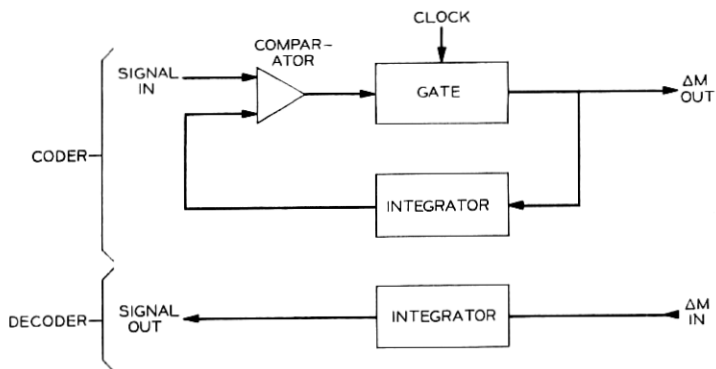 CLOCK
COMPAR-
ATOR
SIGNAL
IN
GATE
ΔM
OUT
CODER
INTEGRATOR
DECODER
SIGNAL
OUT
INTEGRATOR
ΔM
IN